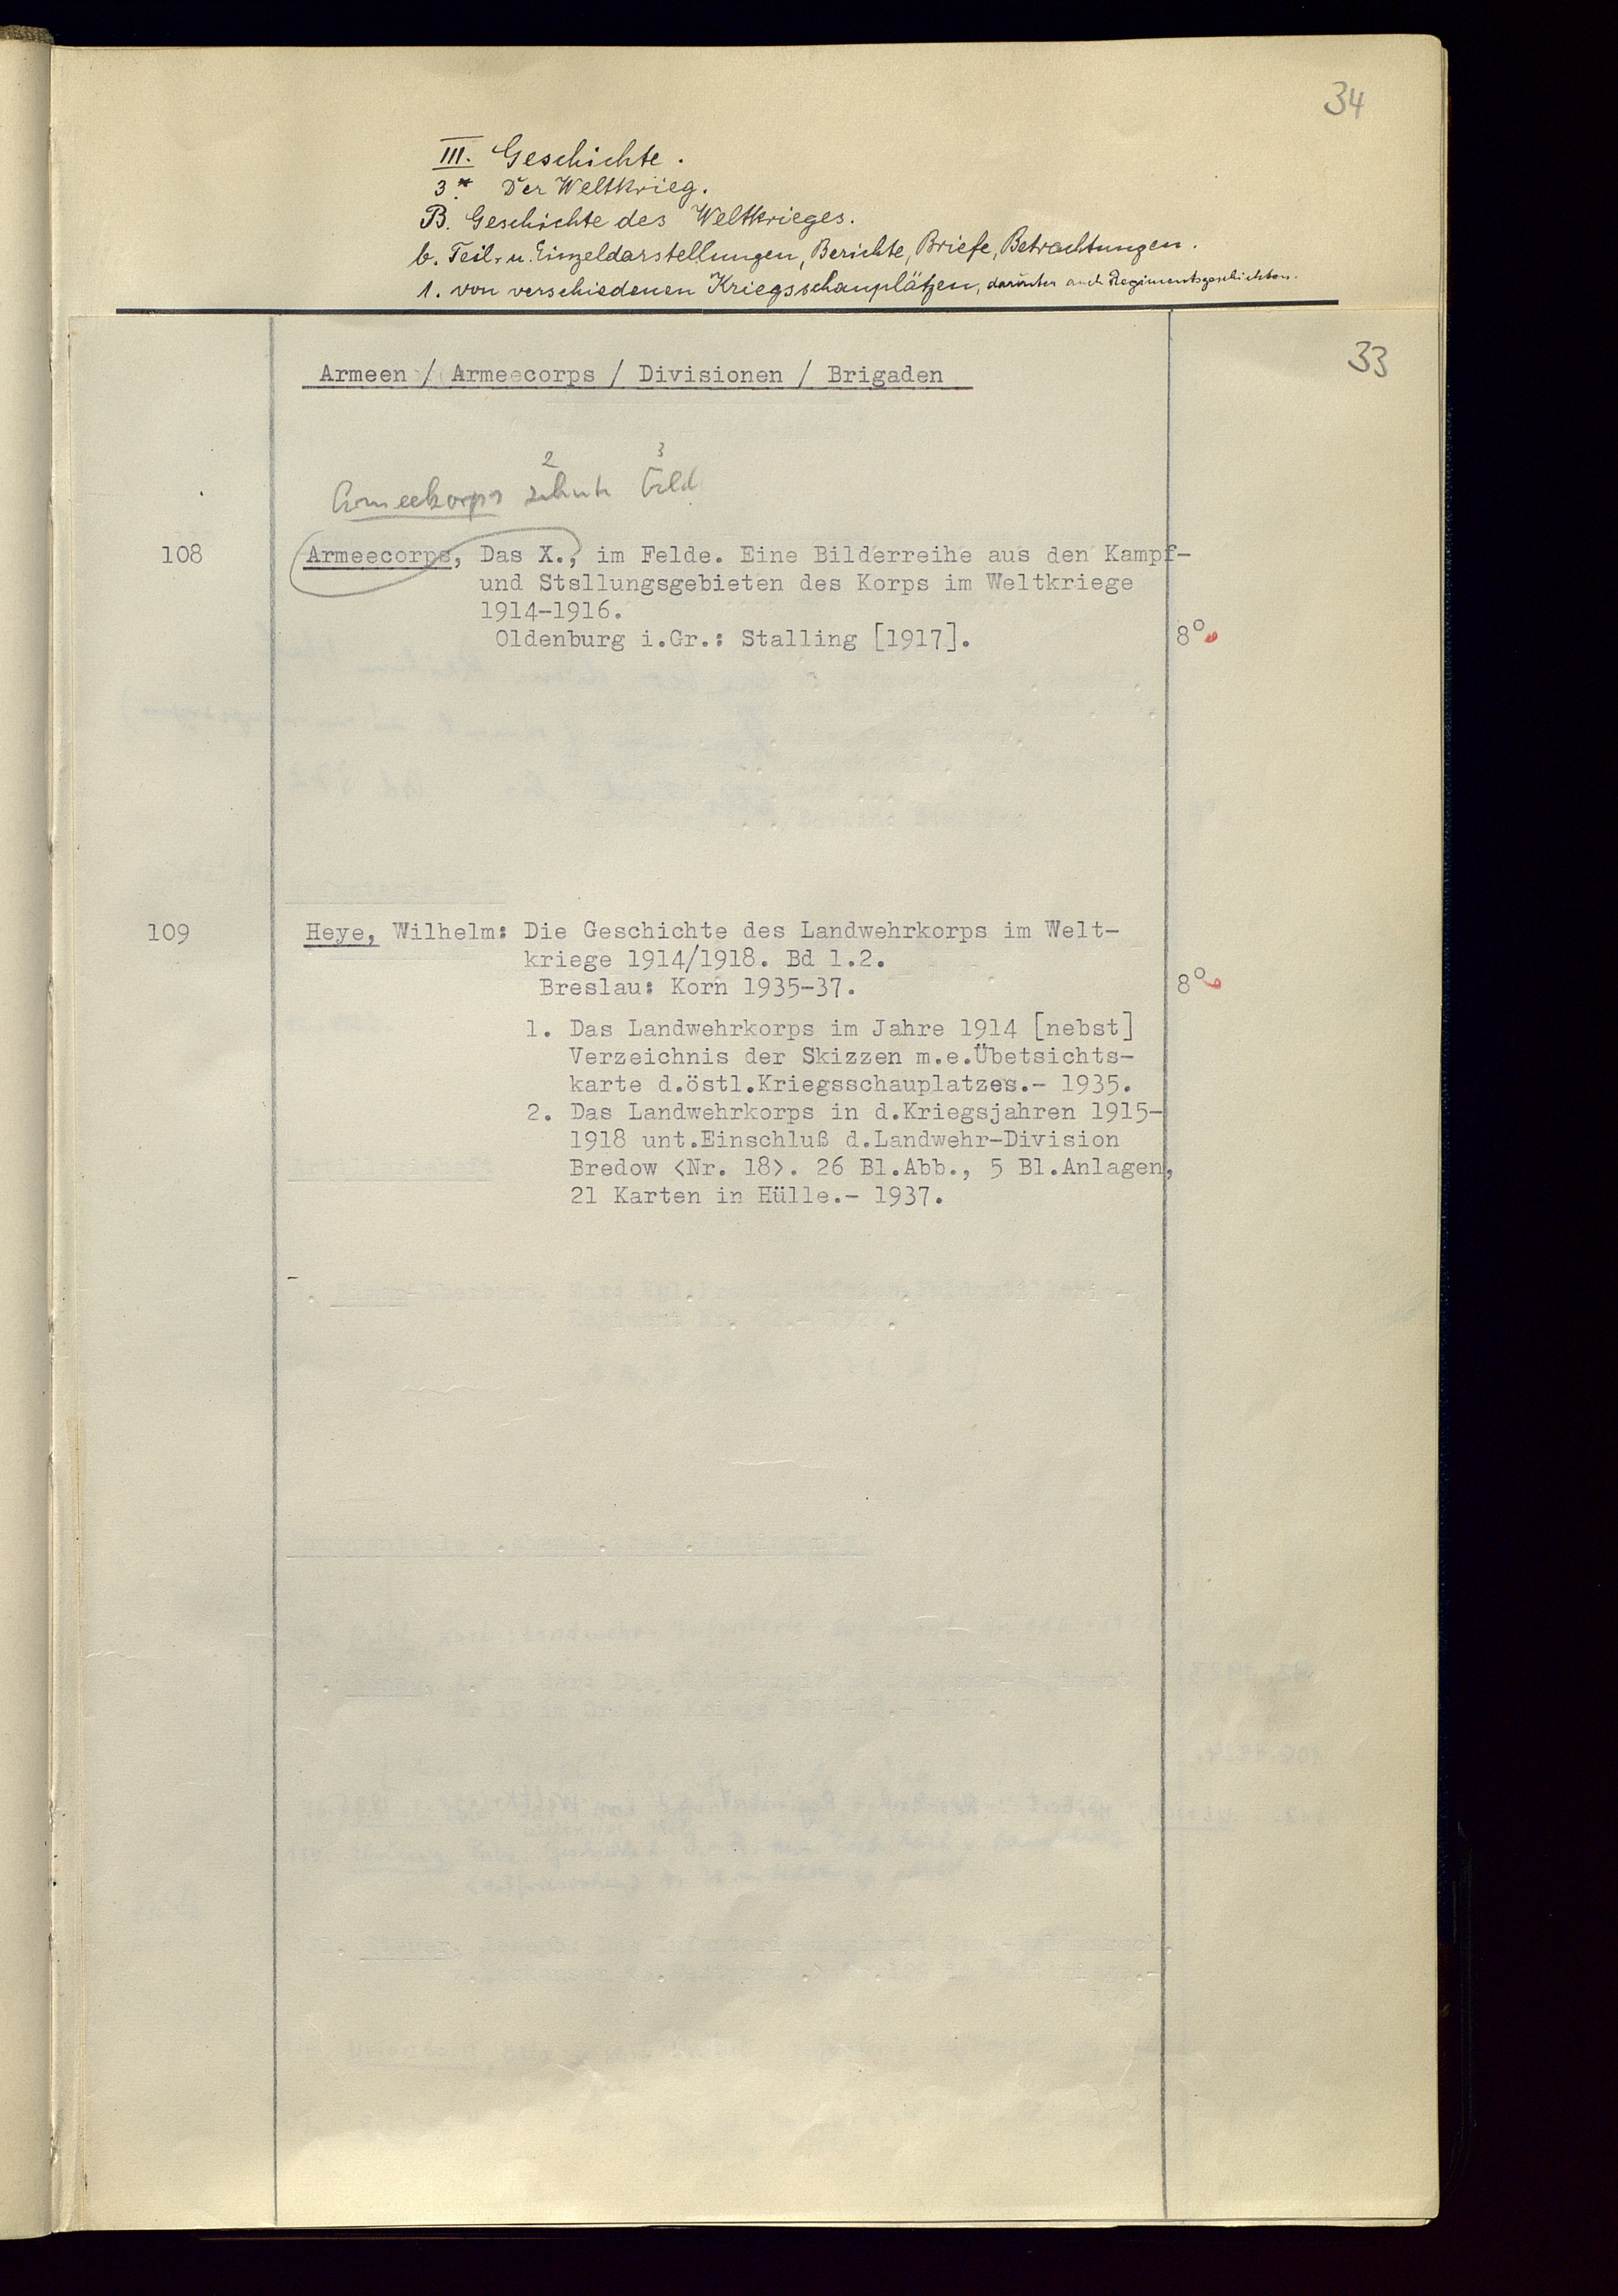 34
III. Geschichte.
3* Der Weltkrieg.
B. Geschichte des Weltkrieges.
b. Teil- u. Einzeldarstellungen, Berichte, Briefe, Betrachtungen.
1. von verschiedenen Kriegsschauplätzen, darunter auch Regimentsgeschichten.
33
Armeen / Armeecorps / Divisionen / Brigaden
2 3
Armeekorps zehnte Feld
108 Armeecorps, Das X., im Felde. Eine Bilderreihe aus den Kampf-
und Stsllungsgebieten des Korps im Weltkriege
1914-1916.
Oldenburg i.Gr.: Stalling [1917]. 8°
109 Heye, Wilhelm: Die Geschichte des Landwehrkorps im Welt-
kriege 1914/1918. Bd 1.2.
Breslau: Korn 1935-37. 8°
1. Das Landwehrkorps im Jahre 1914 [nebst]
Verzeichnis der Skizzen m.e.Übetsichts-
karte d.östl.Kriegsschauplatzes.- 1935.
2. Das Landwehrkorps in d.Kriegsjahren 1915-
1918 unt.Einschluß d.Landwehr-Division
Bredow <Nr. 18>. 26 Bl.Abb., 5 Bl.Anlagen,
21 Karten in Hülle.- 1937.